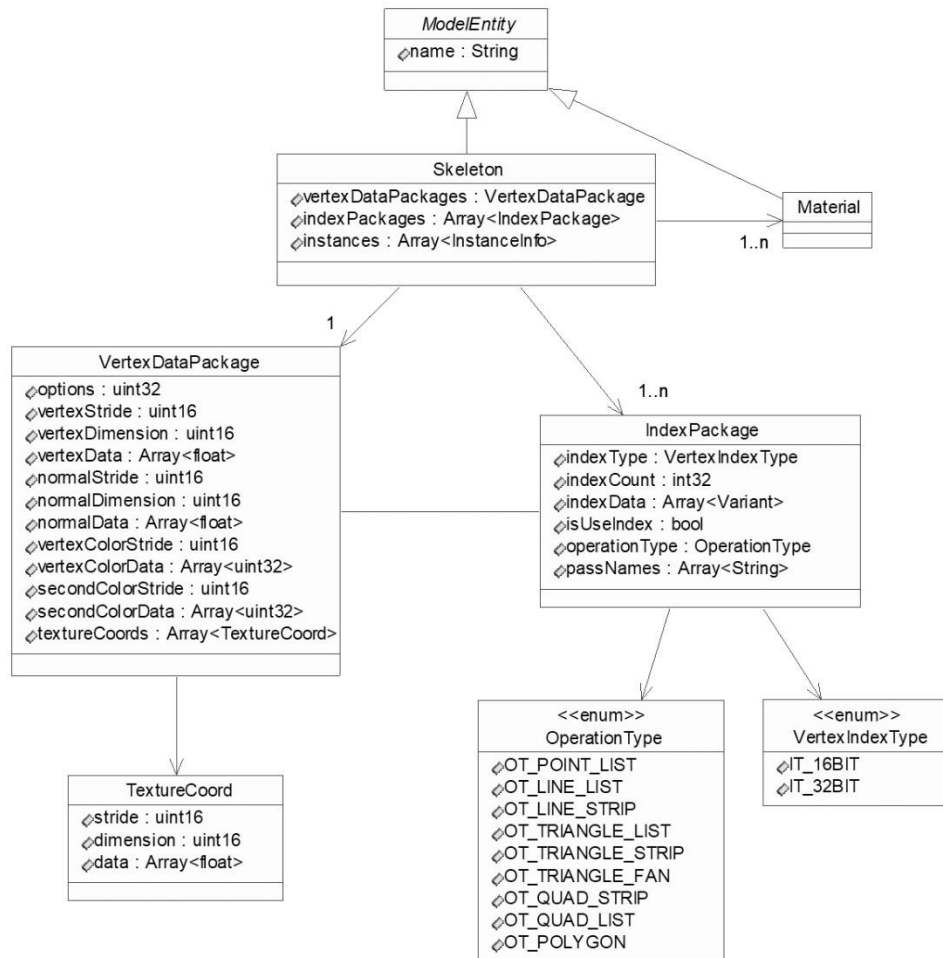 ModelEntity
name : String
Skeleton
vertexDataPackages : VertexDataPackage
indexPackages : Array<IndexPackage>
instances : Array<InstanceInfo>
Material
1..n
1
VertexDataPackage
options : uint32
vertexStride : uint16
vertexDimension : uint16
vertexData : Array<float>
normalStride : uint16
normalDimension : uint16
normalData : Array<float>
vertexColorStride : uint16
vertexColorData : Array<uint32>
secondColorStride : uint16
secondColorData : Array<uint32>
textureCoords : Array<TextureCoord>
1..n
IndexPackage
indexType : VertexIndexType
indexCount : int32
indexData : Array<Variant>
isUseIndex : bool
operationType : OperationType
passNames : Array<String>
TextureCoord
stride : uint16
dimension : uint16
data : Array<float>
<<enum>>
OperationType
OT_POINT_LIST
OT_LINE_LIST
OT_LINE_STRIP
OT_TRIANGLE_LIST
OT_TRIANGLE_STRIP
OT_TRIANGLE_FAN
OT_QUAD_STRIP
OT_QUAD_LIST
OT_POLYGON
<<enum>>
VertexIndexType
IT_16BIT
IT_32BIT